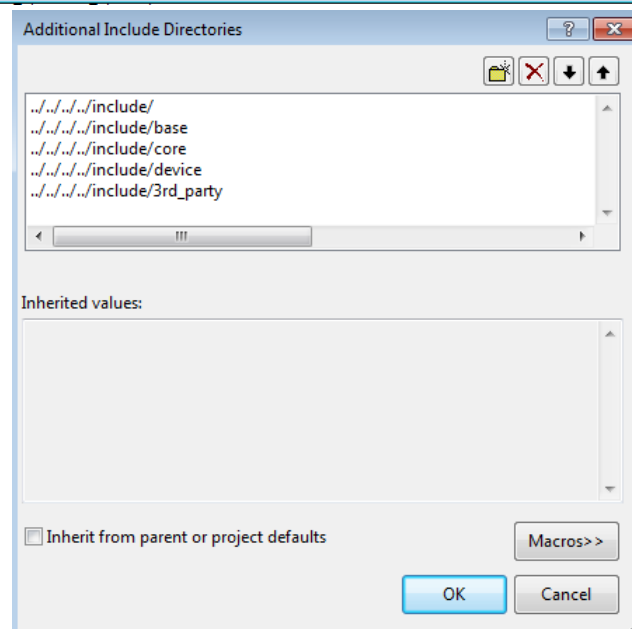 Additional Include Directories
../../../../include/
../../../../include/base
../../../../include/core
../../../../include/device
../../../../include/3rd_party
Inherited values:
Inherit from parent or project defaults
Macros>>
OK
Cancel